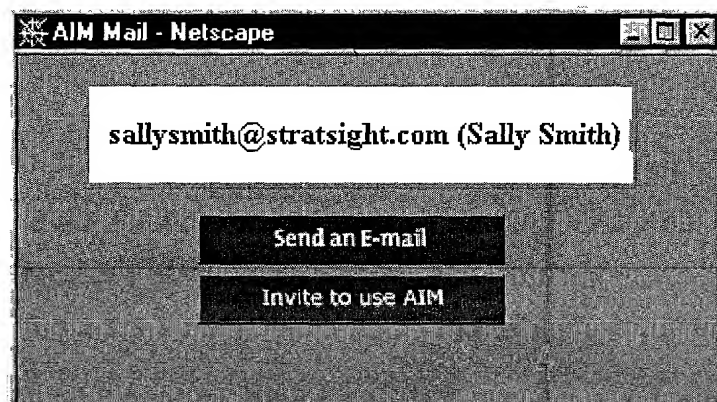 AIM Mail - Netscape
sallysmith@stratsight.com (Sally Smith)
Send an E-mail
Invite to use AIM